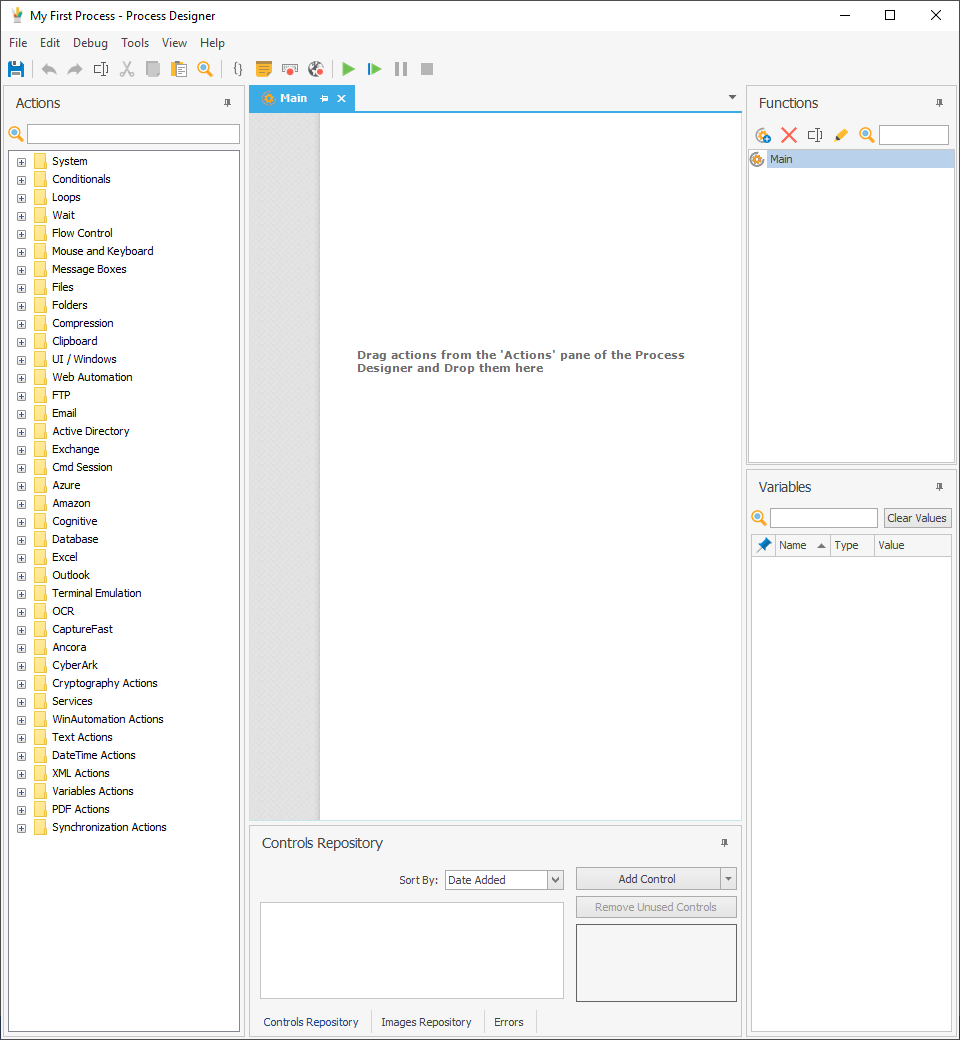 My First Process - Process Designer
File Edit Debug Tools View Help
Actions
System
Conditionals
Loops
Wait
Flow Control
Mouse and Keyboard
Message Boxes
Files
Folders
Compression
Clipboard
UI / Windows
Web Automation
FTP
Email
Active Directory
Exchange
Cmd Session
Azure
Amazon
Cognitive
Database
Excel
Outlook
Terminal Emulation
OCR
CaptureFast
Ancora
CyberArk
Cryptography Actions
Services
WinAutomation Actions
Text Actions
DateTime Actions
XML Actions
Variables Actions
PDF Actions
Synchronization Actions
Main
Drag actions from the 'Actions' pane of the Process
Designer and Drop them here
Controls Repository
Sort By: Date Added
Add Control
Remove Unused Controls
Controls Repository Images Repository Errors
Functions
Main
Variables
Clear Values
Name Type Value